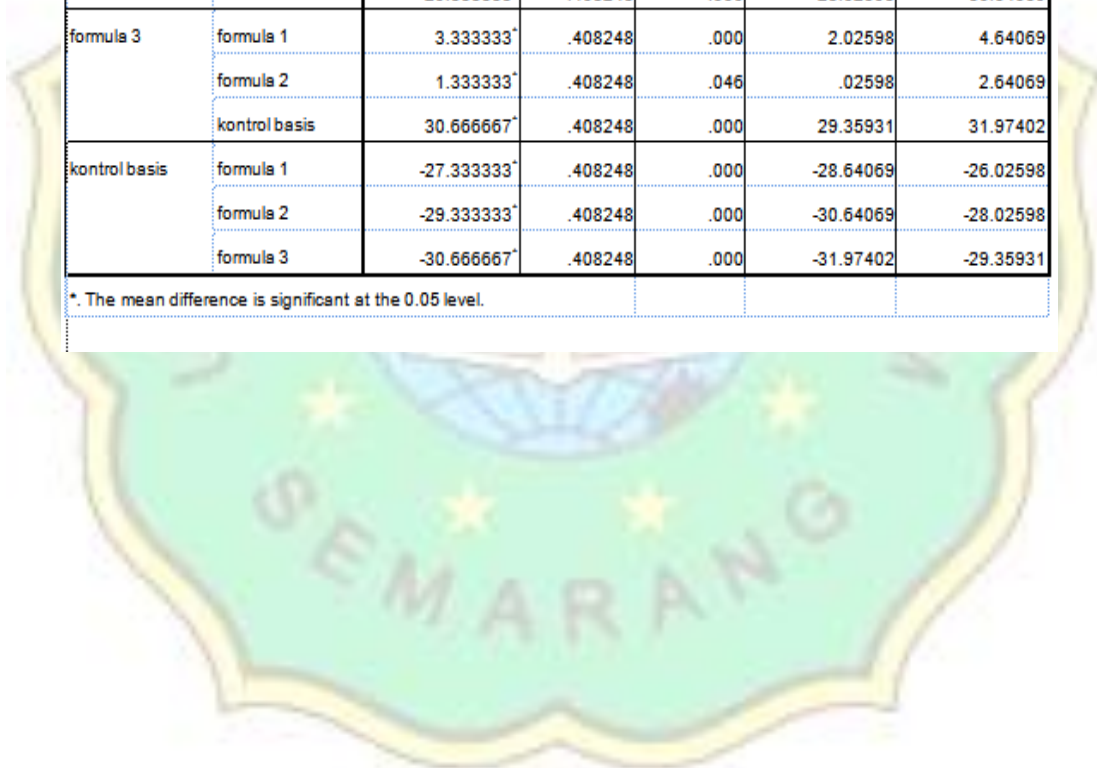 formula 3 formula 1 3.333333* .408248 .000 2.02598 4.64069
formula 2 1.333333* .408248 .046 .02598 2.64069
kontrol basis 30.666667* .408248 .000 29.35931 31.97402
kontrol basis formula 1 -27.333333* .408248 .000 -28.64069 -26.02598
formula 2 -29.333333* .408248 .000 -30.64069 -28.02598
formula 3 -30.666667* .408248 .000 -31.97402 -29.35931
*. The mean difference is significant at the 0.05 level.
SEMARANG